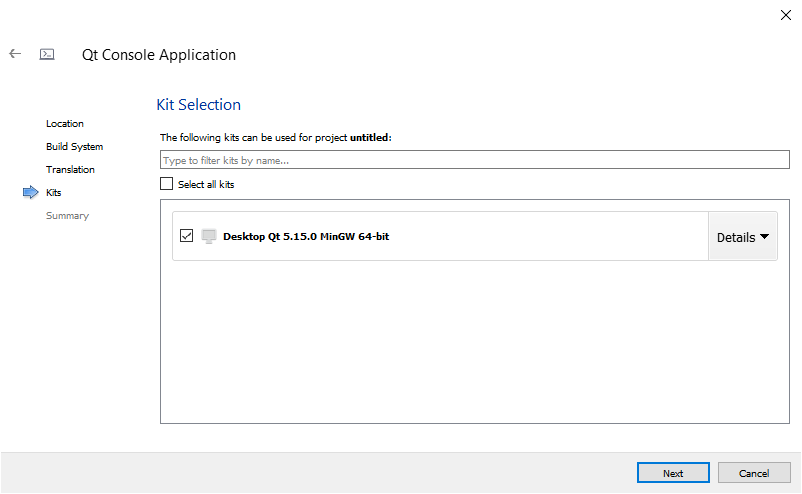 Qt Console Application
Location
Build System
Translation
Kits
Summary
Kit Selection
The following kits can be used for project untitled:
Type to filter kits by name...
Select all kits
Desktop Qt 5.15.0 MinGW 64-bit
Details
Next
Cancel